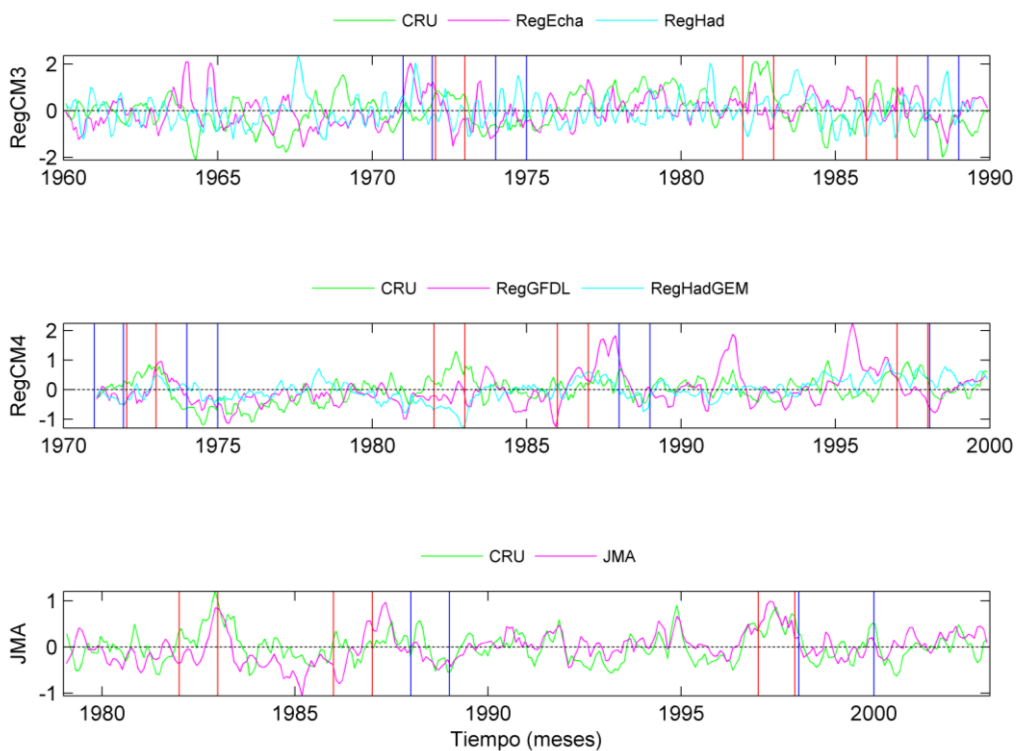 CRU RegEcha RegHad
RegCM3
2
0
-2
1960 1965 1970 1975 1980 1985 1990
CRU RegGFDL RegHadGEM
RegCM4
2
1
0
-1
1970 1975 1980 1985 1990 1995 2000
CRU JMA
JMA
1
0
-1
1980 1985 1990 1995 2000
Tiempo (meses)